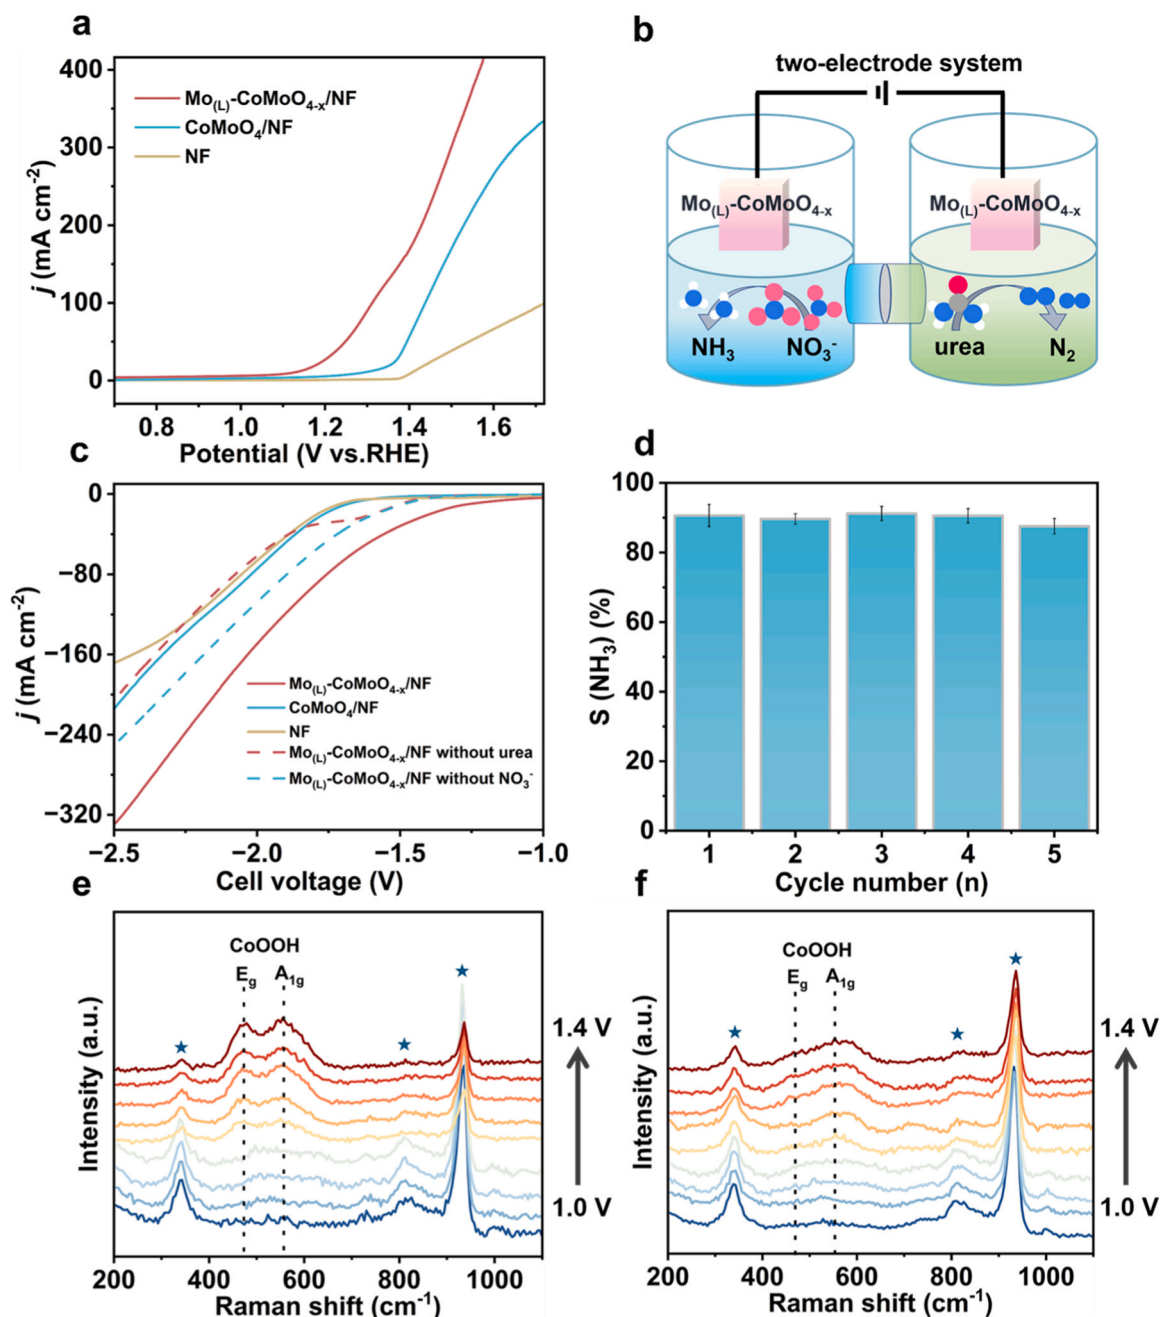 a
400
300
200
100
0
j (mA cm⁻²)
Mo(L)-CoMoO4-x/NF
CoMoO4/NF
NF
0.8 1.0 1.2 1.4 1.6
Potential (V vs.RHE)
b
two-electrode system
Mo(L)-CoMoO4-x
Mo(L)-CoMoO4-x
NH3 NO3⁻ urea N2
c
0
−80
−160
−240
−320
j (mA cm⁻²)
Mo(L)-CoMoO4-x/NF
CoMoO4/NF
NF
Mo(L)-CoMoO4-x/NF without urea
Mo(L)-CoMoO4-x/NF without NO3⁻
−2.5 −2.0 −1.5 −1.0
Cell voltage (V)
d
100
80
60
40
20
0
S (NH3) (%)
1 2 3 4 5
Cycle number (n)
e
CoOOH
Eg A1g
Intensity (a.u.)
1.4 V
1.0 V
200 400 600 800 1000
Raman shift (cm⁻¹)
f
CoOOH
Eg A1g
Intensity (a.u.)
1.4 V
1.0 V
200 400 600 800 1000
Raman shift (cm⁻¹)